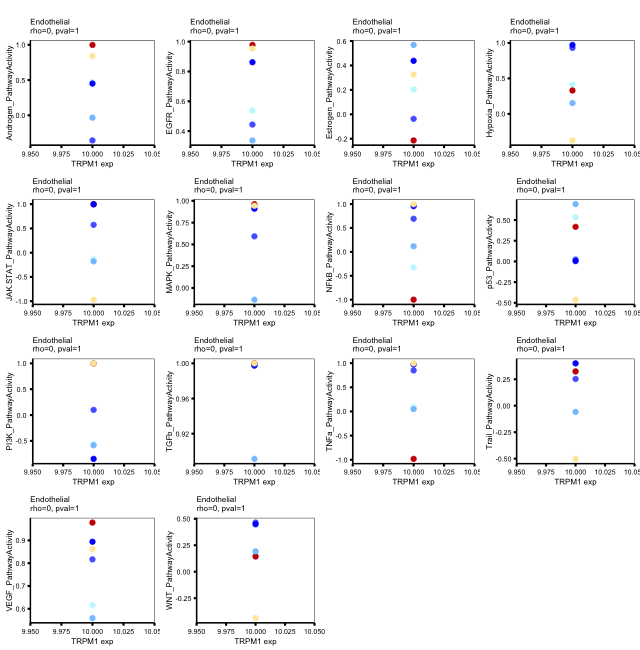 Endothelial
rho=0, pval=1
Androgen_PathwayActivity
1.0
0.5
0.0
9.950 9.975 10.000 10.025 10.05
TRPM1 exp
Endothelial
rho=0, pval=1
EGFR_PathwayActivity
1.0
0.8
0.6
0.4
9.950 9.975 10.000 10.025 10.05
TRPM1 exp
Endothelial
rho=0, pval=1
Estrogen_PathwayActivity
0.6
0.4
0.2
0.0
-0.2
9.950 9.975 10.000 10.025 10.05
TRPM1 exp
Endothelial
rho=0, pval=1
Hypoxia_PathwayActivity
1.0
0.5
0.0
9.950 9.975 10.000 10.025 10.05
TRPM1 exp
Endothelial
rho=0, pval=1
JAK.STAT_PathwayActivity
1.0
0.5
0.0
-0.5
-1.0
9.950 9.975 10.000 10.025 10.05
TRPM1 exp
Endothelial
rho=0, pval=1
MAPK_PathwayActivity
1.00
0.75
0.50
0.25
0.00
9.950 9.975 10.000 10.025 10.05
TRPM1 exp
Endothelial
rho=0, pval=1
NFkB_PathwayActivity
1.0
0.5
0.0
-0.5
-1.0
9.950 9.975 10.000 10.025 10.05
TRPM1 exp
Endothelial
rho=0, pval=1
p53_PathwayActivity
0.50
0.25
0.00
-0.25
-0.50
9.950 9.975 10.000 10.025 10.05
TRPM1 exp
Endothelial
rho=0, pval=1
PI3K_PathwayActivity
1.0
0.5
0.0
-0.5
9.950 9.975 10.000 10.025 10.05
TRPM1 exp
Endothelial
rho=0, pval=1
TGFb_PathwayActivity
1.00
0.96
0.92
9.950 9.975 10.000 10.025 10.05
TRPM1 exp
Endothelial
rho=0, pval=1
TNFa_PathwayActivity
1.0
0.5
0.0
-0.5
-1.0
9.950 9.975 10.000 10.025 10.05
TRPM1 exp
Endothelial
rho=0, pval=1
Trail_PathwayActivity
0.25
0.00
-0.25
-0.50
9.950 9.975 10.000 10.025 10.05
TRPM1 exp
Endothelial
rho=0, pval=1
VEGF_PathwayActivity
0.9
0.8
0.7
0.6
9.950 9.975 10.000 10.025 10.05
TRPM1 exp
Endothelial
rho=0, pval=1
WNT_PathwayActivity
0.50
0.25
0.00
-0.25
9.950 9.975 10.000 10.025 10.050
TRPM1 exp